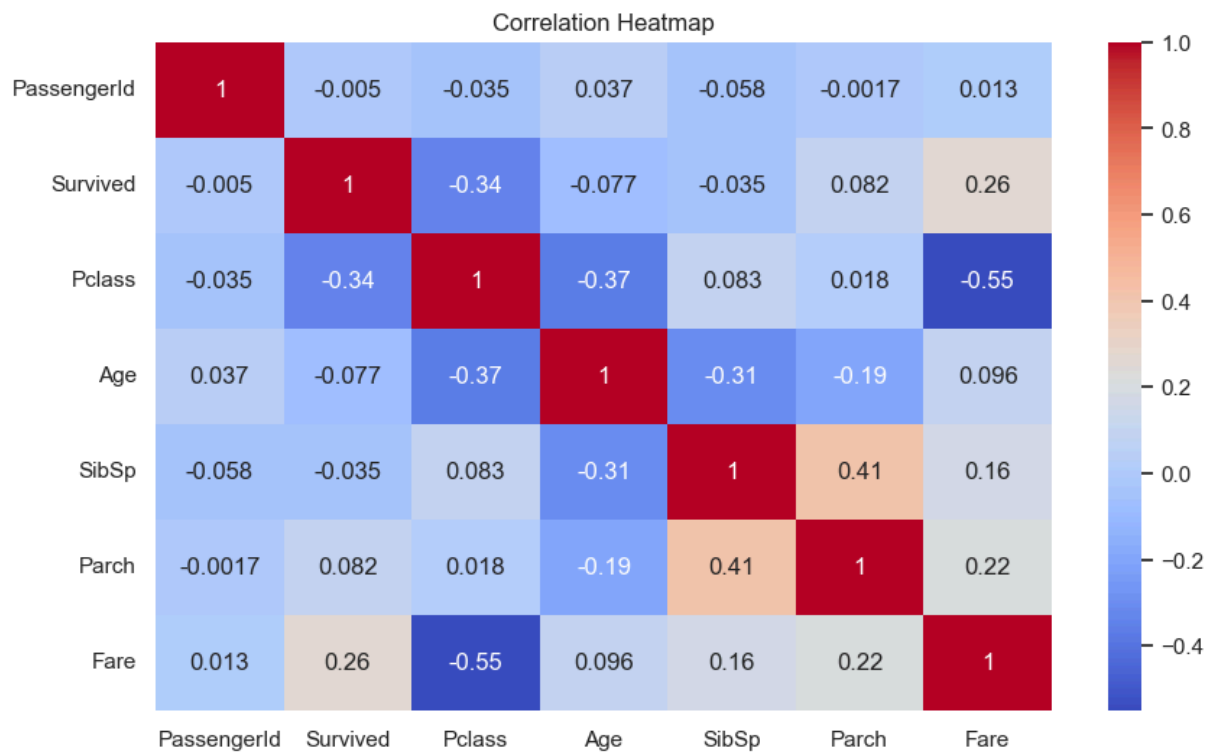 Correlation Heatmap
PassengerId 1 -0.005 -0.035 0.037 -0.058 -0.0017 0.013
Survived -0.005 1 -0.34 -0.077 -0.035 0.082 0.26
Pclass -0.035 -0.34 1 -0.37 0.083 0.018 -0.55
Age 0.037 -0.077 -0.37 1 -0.31 -0.19 0.096
SibSp -0.058 -0.035 0.083 -0.31 1 0.41 0.16
Parch -0.0017 0.082 0.018 -0.19 0.41 1 0.22
Fare 0.013 0.26 -0.55 0.096 0.16 0.22 1
PassengerId Survived Pclass Age SibSp Parch Fare
1.0
0.8
0.6
0.4
0.2
0.0
−0.2
−0.4